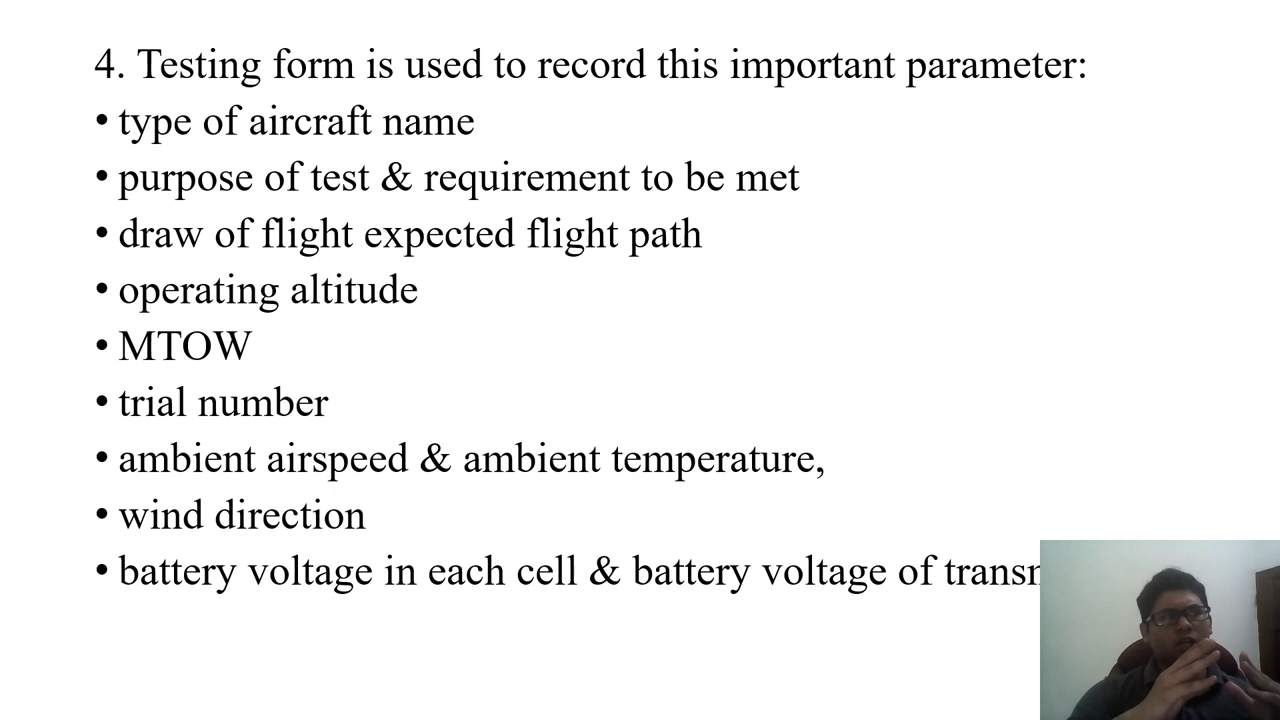 4. Testing form is used to record this important parameter:
• type of aircraft name
• purpose of test & requirement to be met
• draw of flight expected flight path
• operating altitude
• MTOW
• trial number
• ambient airspeed & ambient temperature,
• wind direction
• battery voltage in each cell & battery voltage of